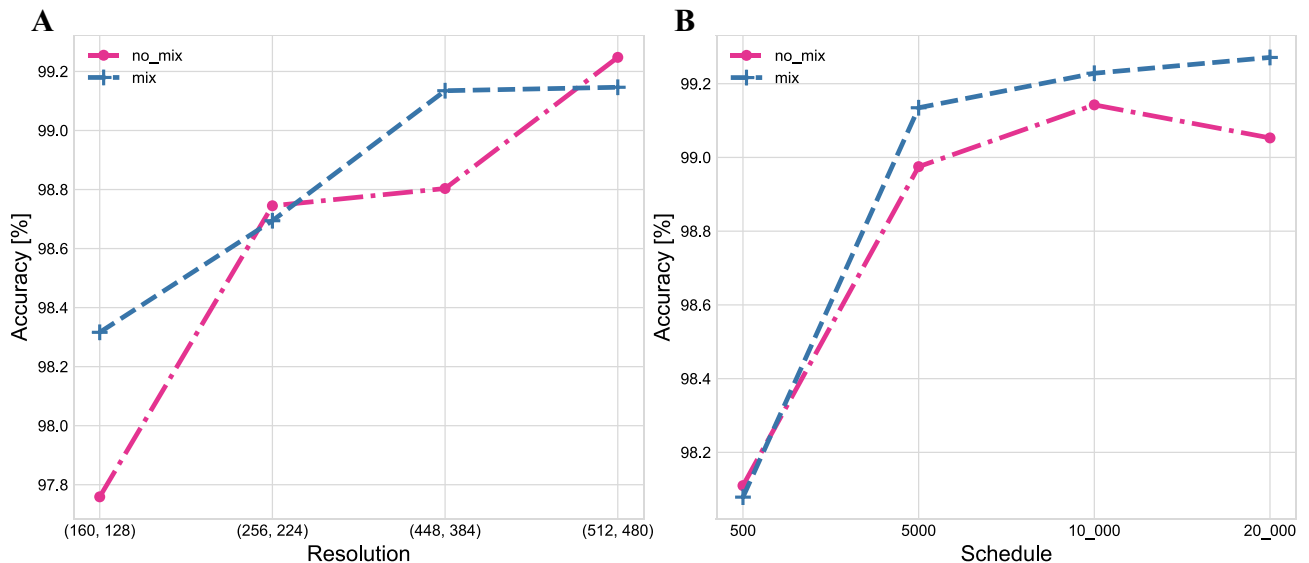 A
no_mix
mix
99.2
99.0
98.8
98.6
98.4
98.2
98.0
97.8
Accuracy [%]
(160, 128)
(256, 224)
(448, 384)
(512, 480)
Resolution
B
no_mix
mix
99.2
99.0
98.8
98.6
98.4
98.2
Accuracy [%]
500
5000
10_000
20_000
Schedule